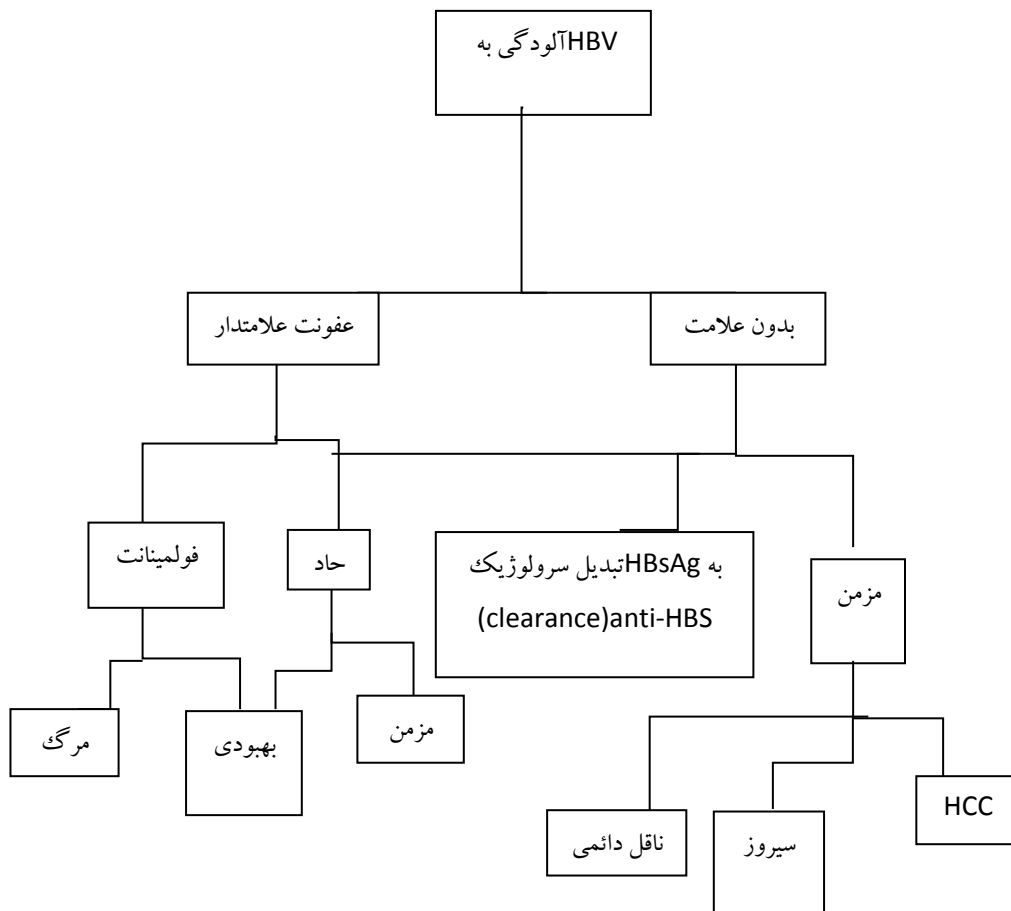 آلودگی به HBV
بدون علامت
عفونت علامتدار
فولمینانت
حاد
تبدیل سرولوژیک HBsAg به
(clearance)anti-HBS
مزمن
مرگ
بهبودی
مزمن
ناقل دائمی
سیروز
HCC